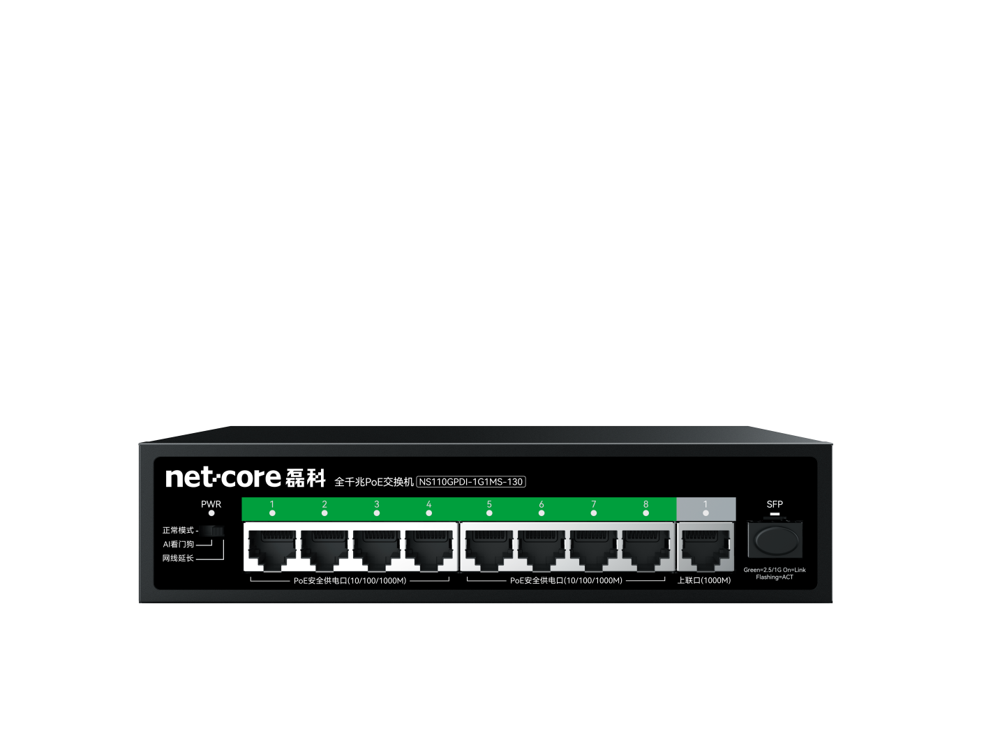 net-core 磊科 全千兆PoE交换机 NS110GPDI-1G1MS-130
PWR 1 2 3 4 5 6 7 8 1 SFP
正常模式
AI看门狗
网线延长
PoE安全供电口(10/100/1000M) PoE安全供电口(10/100/1000M) 上联口(1000M)
Green=2.5/1G On=Link
Flashing=ACT